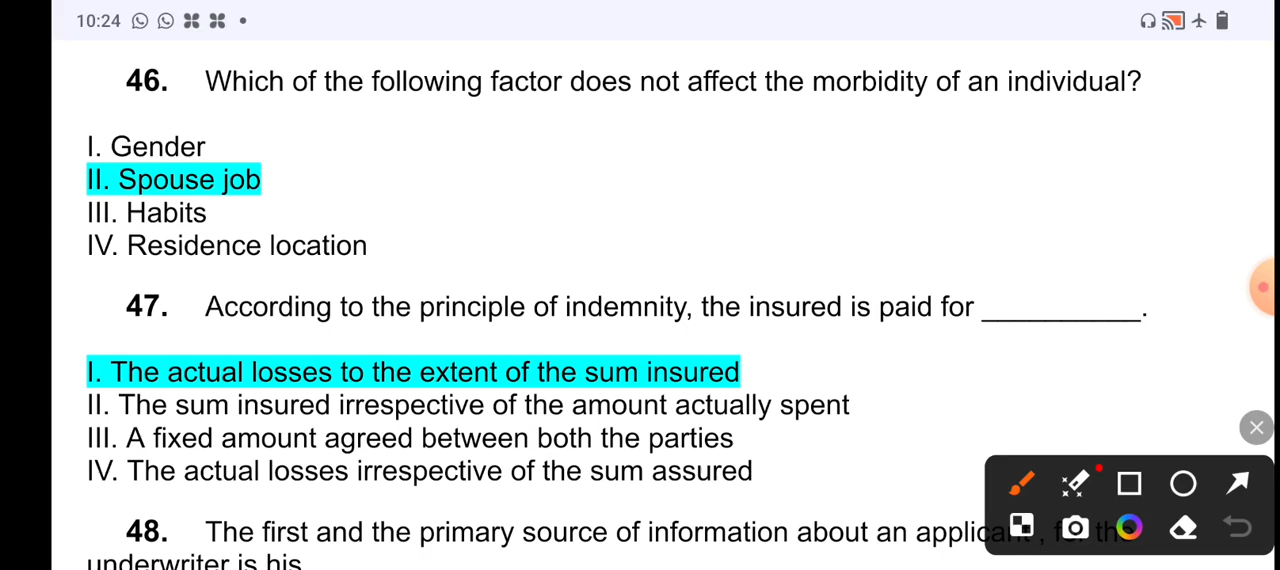 10:24
46. Which of the following factor does not affect the morbidity of an individual?
I. Gender
II. Spouse job
III. Habits
IV. Residence location
47. According to the principle of indemnity, the insured is paid for __________.
I. The actual losses to the extent of the sum insured
II. The sum insured irrespective of the amount actually spent
III. A fixed amount agreed between both the parties
IV. The actual losses irrespective of the sum assured
48. The first and the primary source of information about an applicant , for the
underwriter is his